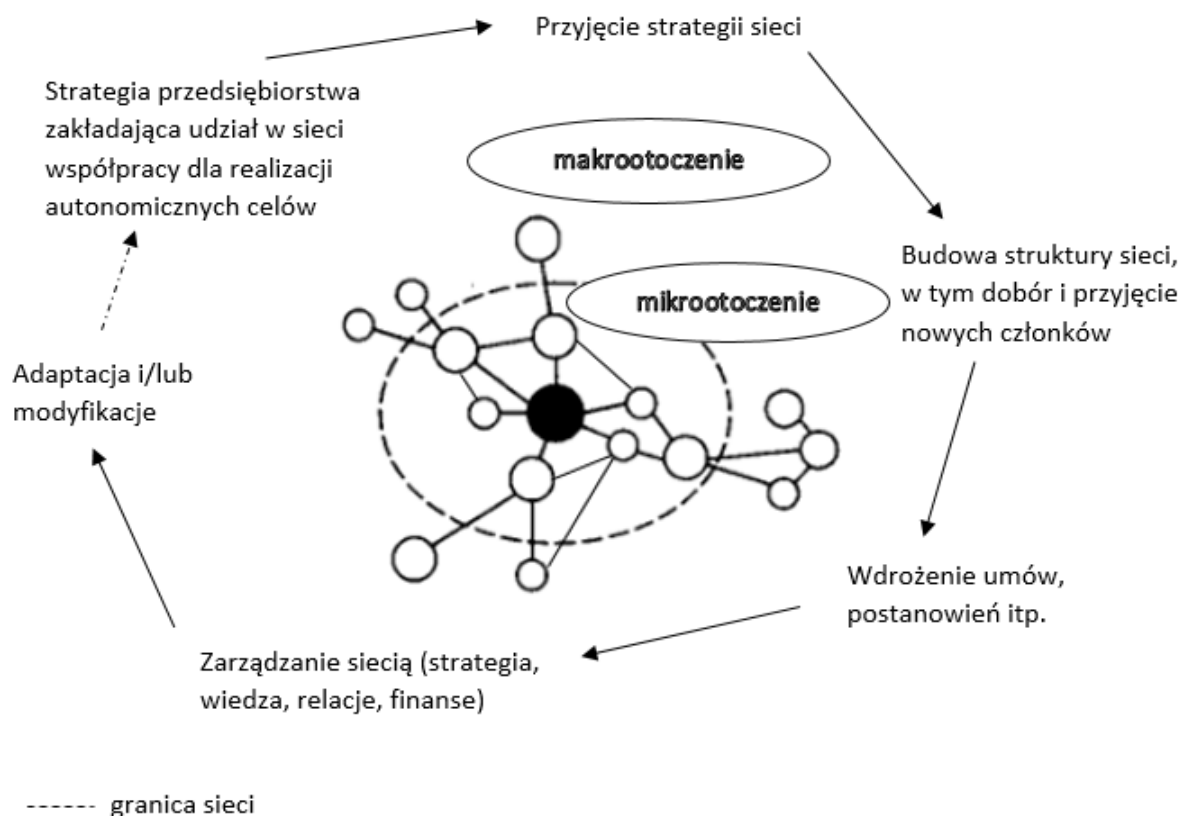 Przyjęcie strategii sieci
Strategia przedsiębiorstwa
zakładająca udział w sieci
współpracy dla realizacji
autonomicznych celów
makrootoczenie
Budowa struktury sieci,
w tym dobór i przyjęcie
nowych członków
mikrootoczenie
Adaptacja i/lub
modyfikacje
Wdrożenie umów,
postanowień itp.
Zarządzanie siecią (strategia,
wiedza, relacje, finanse)
granica sieci